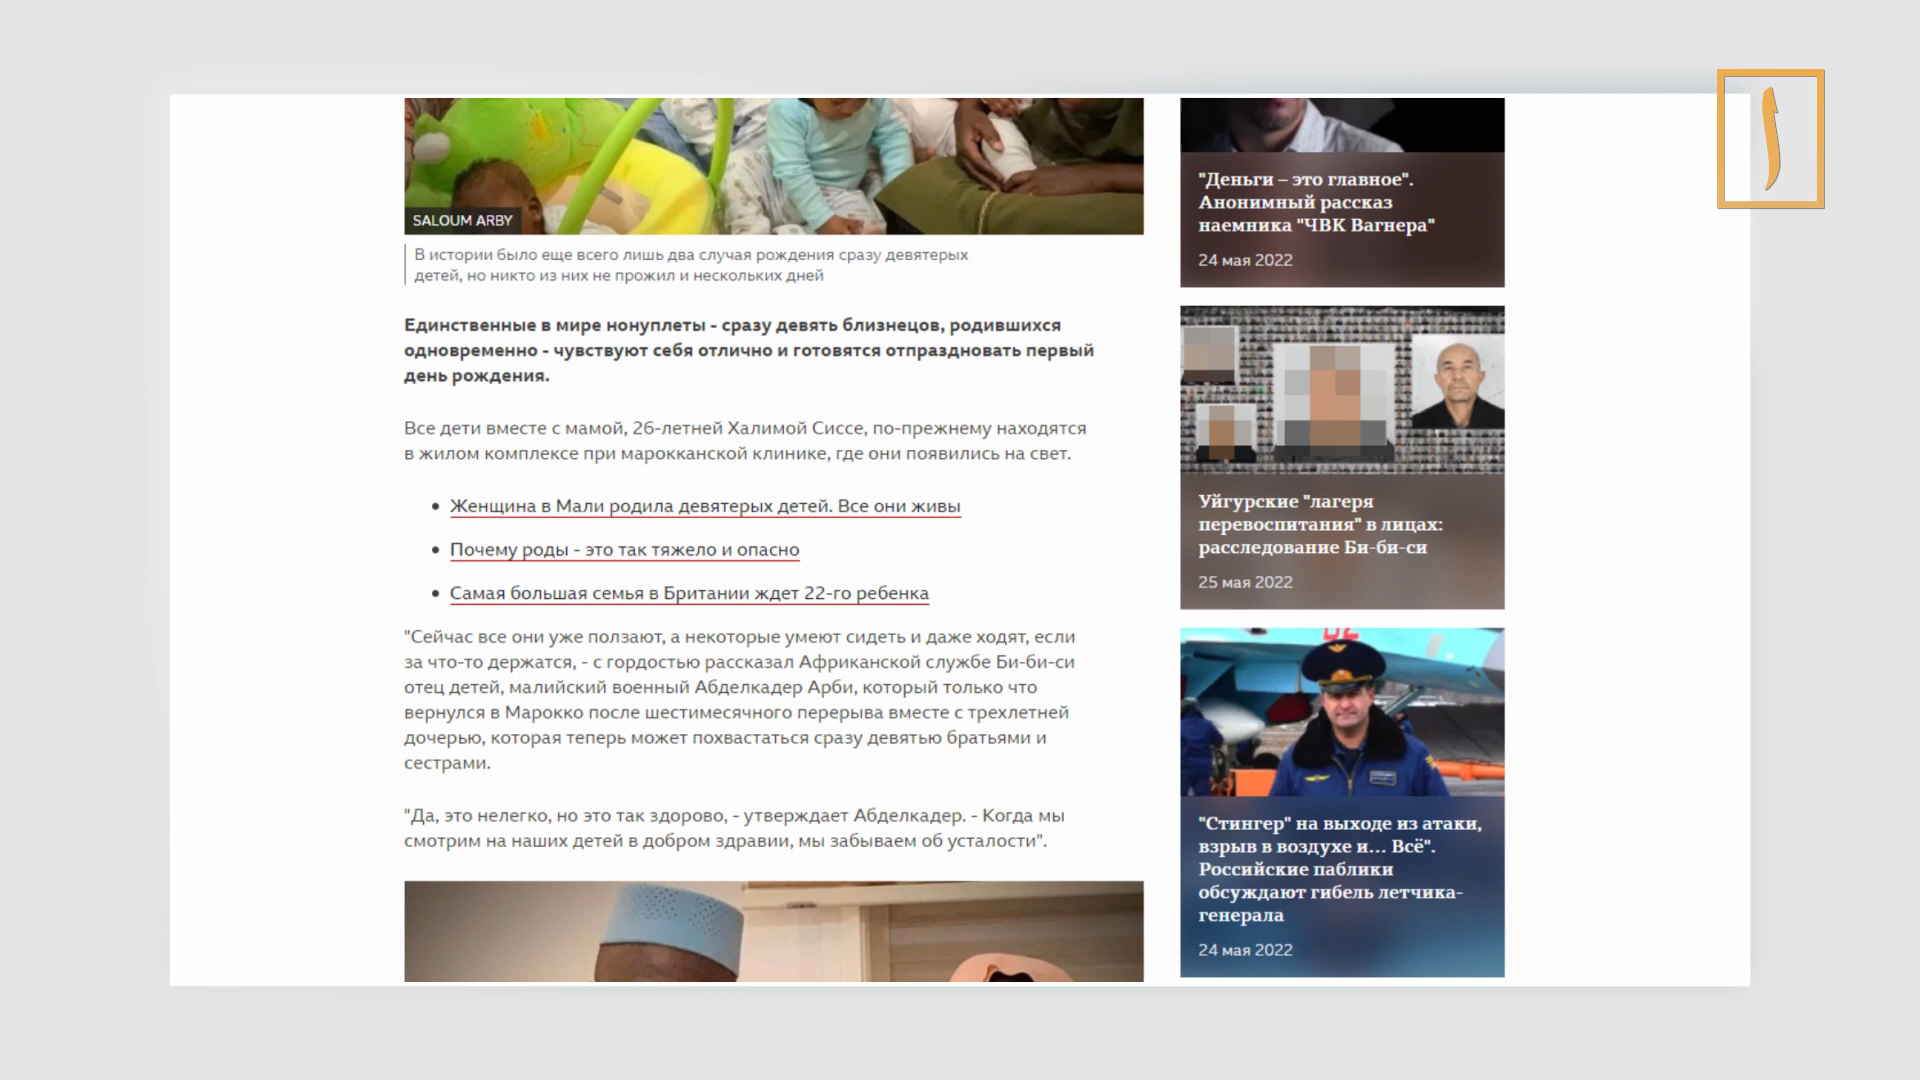 SALOUM ARBY
В истории было еще всего лишь два случая рождения сразу девятерых
детей, но никто из них не прожил и нескольких дней
Единственные в мире нонуплеты - сразу девять близнецов, родившихся
одновременно - чувствуют себя отлично и готовятся отпраздновать первый
день рождения.
Все дети вместе с мамой, 26-летней Халимой Сиссе, по-прежнему находятся
в жилом комплексе при марокканской клинике, где они появились на свет.
Женщина в Мали родила девятерых детей. Все они живы
Почему роды - это так тяжело и опасно
Самая большая семья в Британии ждет 22-го ребенка
"Сейчас все они уже ползают, а некоторые умеют сидеть и даже ходят, если
за что-то держатся, - с гордостью рассказал Африканской службе Би-би-си
отец детей, малийский военный Абделкадер Арби, который только что
вернулся в Марокко после шестимесячного перерыва вместе с трехлетней
дочерью, которая теперь может похвастаться сразу девятью братьями и
сестрами.
"Да, это нелегко, но это так здорово, - утверждает Абделкадер. - Когда мы
смотрим на наших детей в добром здравии, мы забываем об усталости".
"Деньги – это главное".
Анонимный рассказ
наемника "ЧВК Вагнера"
24 мая 2022
Уйгурские "лагеря
перевоспитания" в лицах:
расследование Би-би-си
25 мая 2022
"Стингер" на выходе из атаки,
взрыв в воздухе и... Всё".
Российские паблики
обсуждают гибель летчика-
генерала
24 мая 2022